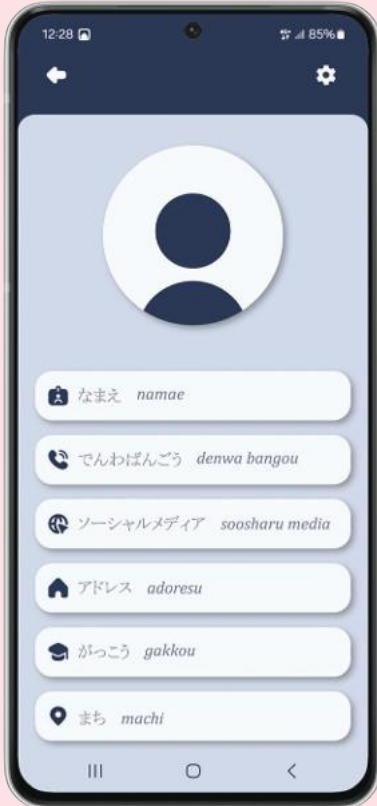 12:28 85%
なまえ namae
でんわばんごう denwa bangou
ソーシャルメディア soosharu media
アドレス adoresu
がっこう gakkou
まち machi